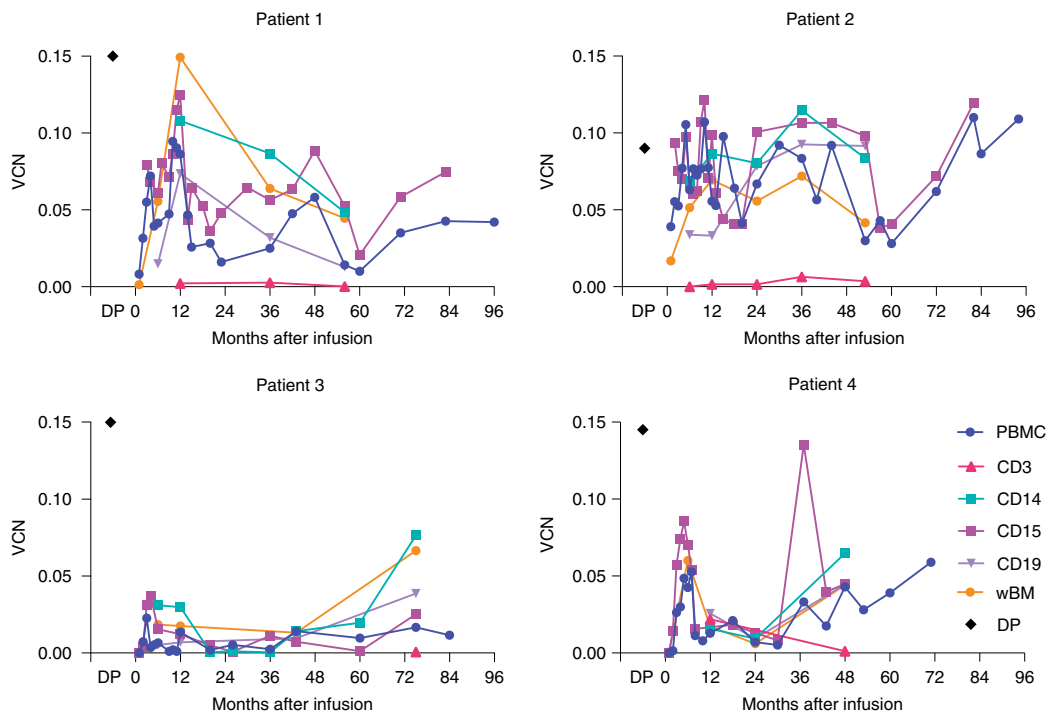 Patient 1
0.15
0.10
0.05
0.00
VCN
DP 0 12 24 36 48 60 72 84 96
Months after infusion
Patient 2
0.15
0.10
0.05
0.00
VCN
DP 0 12 24 36 48 60 72 84 96
Months after infusion
Patient 3
0.15
0.10
0.05
0.00
VCN
DP 0 12 24 36 48 60 72 84 96
Months after infusion
Patient 4
0.15
0.10
0.05
0.00
VCN
DP 0 12 24 36 48 60 72 84 96
Months after infusion
PBMC
CD3
CD14
CD15
CD19
wBM
DP